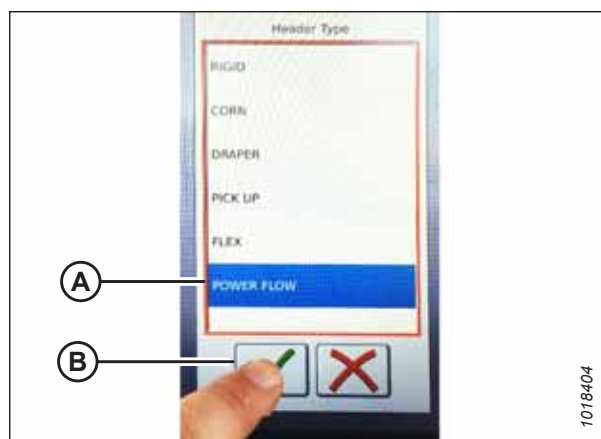 Header Type
RIGID
CORN
DRAPER
PICK UP
FLEX
A
POWER FLOW
B
1018404